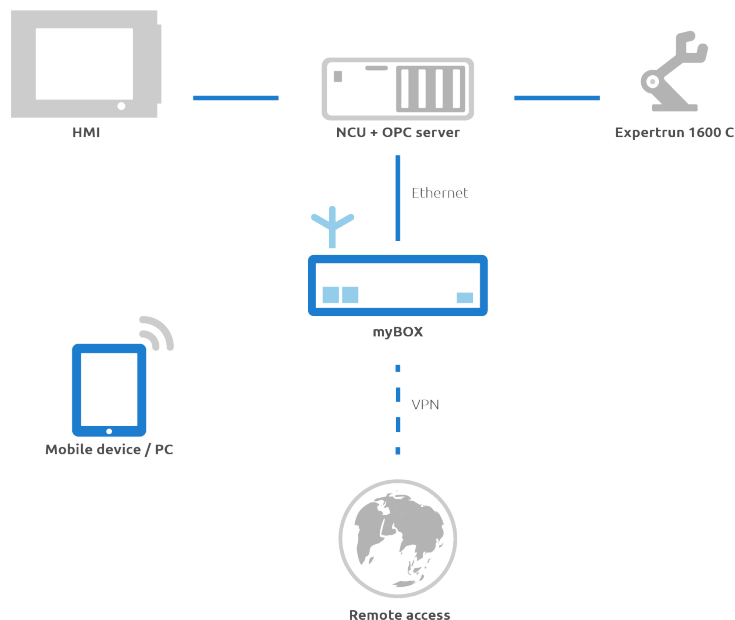 HMI
NCU + OPC server
Expertrun 1600 C
Ethernet
myBOX
VPN
Mobile device / PC
Remote access